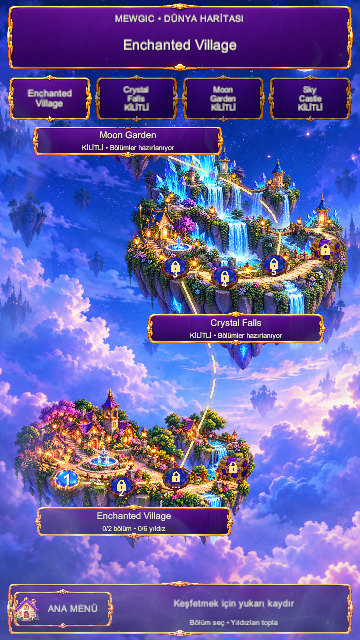 MEWGIC • DÜNYA HARİTASI
Enchanted Village
Enchanted
Village
Crystal
Falls
KİLİTLİ
Moon
Garden
KİLİTLİ
Sky
Castle
KİLİTLİ
Moon Garden
KİLİTLİ • Bölümler hazırlanıyor
Crystal Falls
KİLİTLİ • Bölümler hazırlanıyor
1
Enchanted Village
0/2 bölüm • 0/6 yıldız
ANA MENÜ
Keşfetmek için yukarı kaydır
Bölüm seç • Yıldızları topla